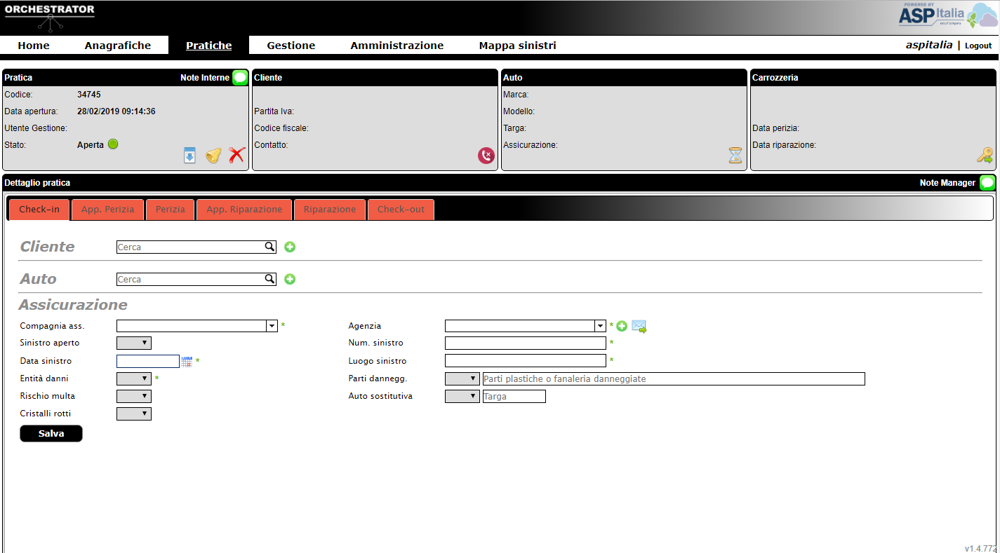 ORCHESTRATOR
POWERED BY
ASPItalia
cloud company
Home Anagrafiche Pratiche Gestione Amministrazione Mappa sinistri aspitalia | Logout
Pratica Note Interne
Codice: 34745
Data apertura: 28/02/2019 09:14:36
Utente Gestione:
Stato: Aperta
Cliente
Partita Iva:
Codice fiscale:
Contatto:
Auto
Marca:
Modello:
Targa:
Assicurazione:
Carrozzeria
Data perizia:
Data riparazione:
Dettaglio pratica Note Manager
Check-in App. Perizia Perizia App. Riparazione Riparazione Check-out
Cliente Cerca
Auto Cerca
Assicurazione
Compagnia ass. * Agenzia *
Sinistro aperto Num. sinistro *
Data sinistro * Luogo sinistro *
Entità danni * Parti dannegg. Parti plastiche o fanaleria danneggiate
Rischio multa Auto sostitutiva Targa
Cristalli rotti
Salva
v1.4.772